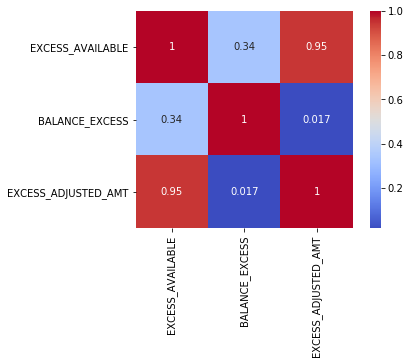 EXCESS_AVAILABLE
1
0.34
0.95
BALANCE_EXCESS
0.34
1
0.017
EXCESS_ADJUSTED_AMT
0.95
0.017
1
EXCESS_AVAILABLE
BALANCE_EXCESS
EXCESS_ADJUSTED_AMT
1.0
0.8
0.6
0.4
0.2